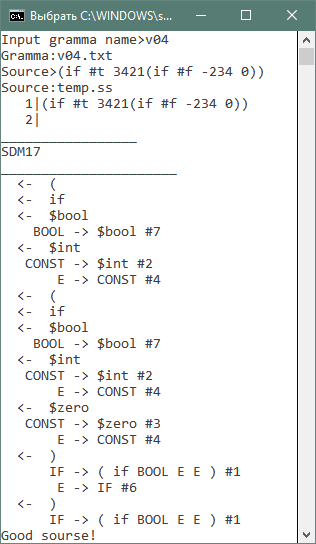 Выбрать C:\WINDOWS\s...
Input gramma name>v04
Gramma:v04.txt
Source>(if #t 3421(if #f -234 0))
Source:temp.ss
   1|(if #t 3421(if #f -234 0))
   2|
_________________
SDM17
______________________
  <-  (
  <-  if
  <-  $bool
    BOOL -> $bool #7
  <-  $int
   CONST -> $int #2
       E -> CONST #4
  <-  (
  <-  if
  <-  $bool
    BOOL -> $bool #7
  <-  $int
   CONST -> $int #2
       E -> CONST #4
  <-  $zero
   CONST -> $zero #3
       E -> CONST #4
  <-  )
      IF -> ( if BOOL E E ) #1
       E -> IF #6
  <-  )
      IF -> ( if BOOL E E ) #1
Good sourse!